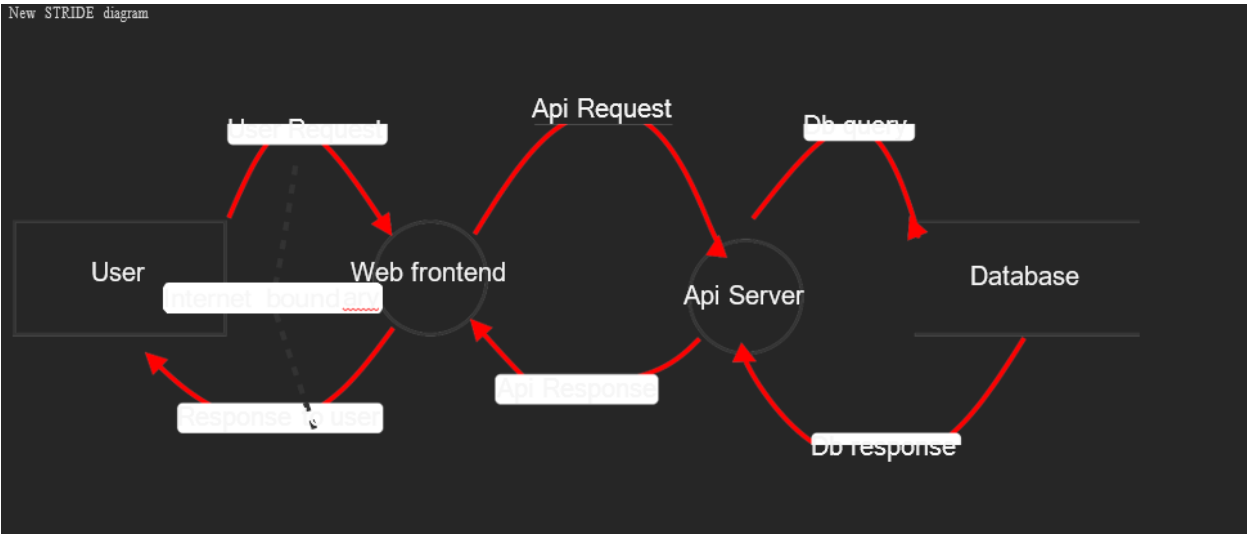 New STRIDE diagram
User Request
Api Request
Db query
User
Web frontend
Api Server
Database
Internet boundary
Api Response
Response to user
Db response